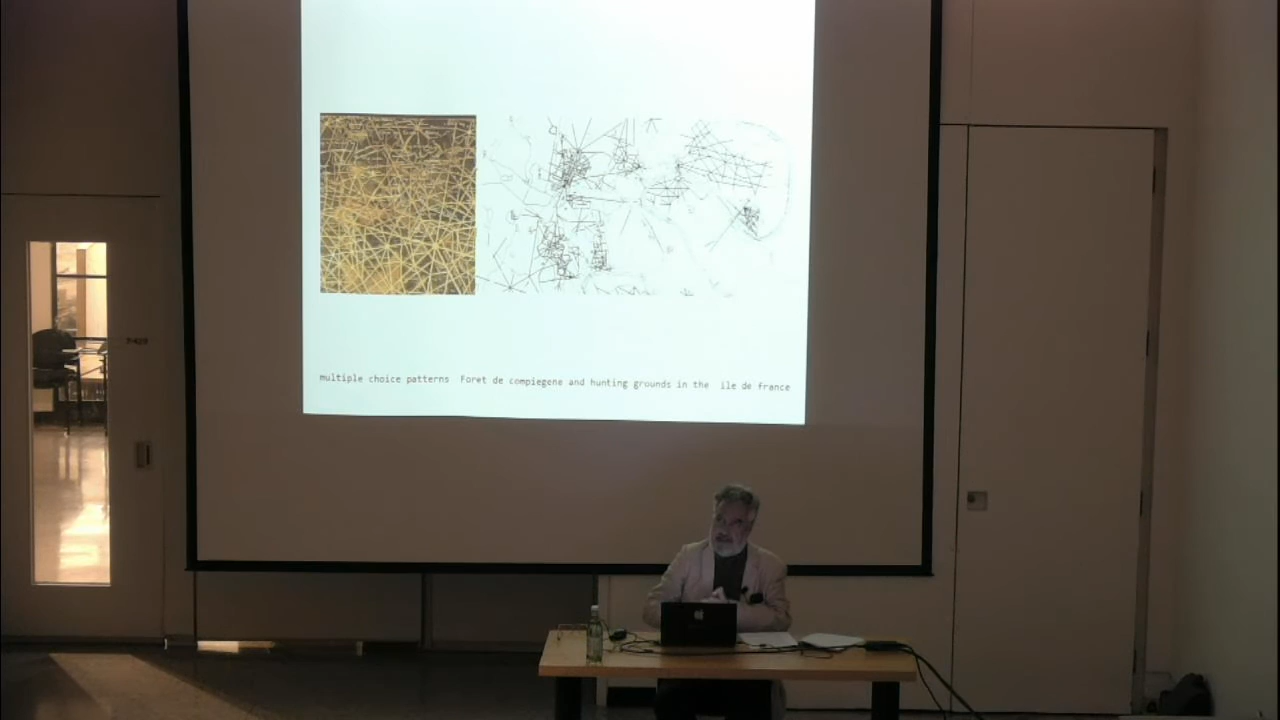 multiple choice patterns  Foret de compiegene and hunting grounds in the  ile de france